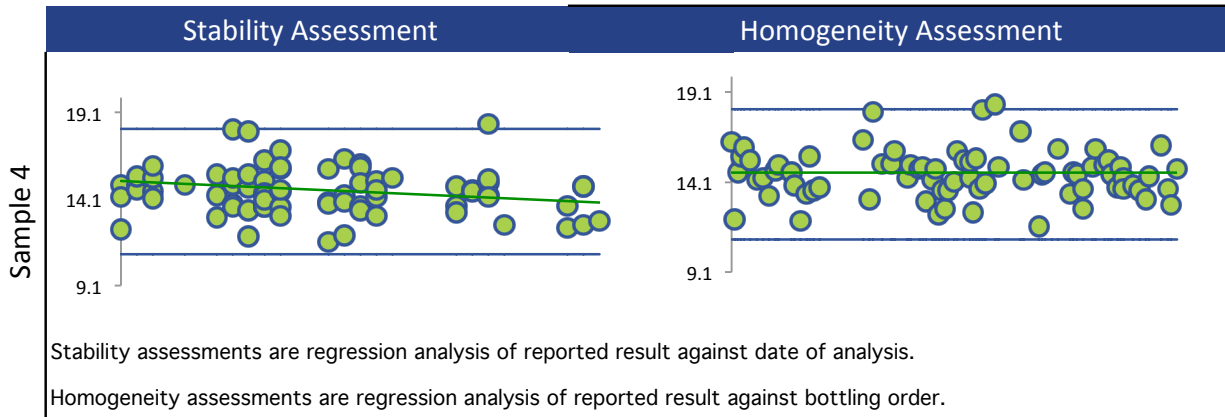 Stability Assessment
Homogeneity Assessment
Sample 4
19.1
14.1
9.1
19.1
14.1
9.1
Stability assessments are regression analysis of reported result against date of analysis.
Homogeneity assessments are regression analysis of reported result against bottling order.